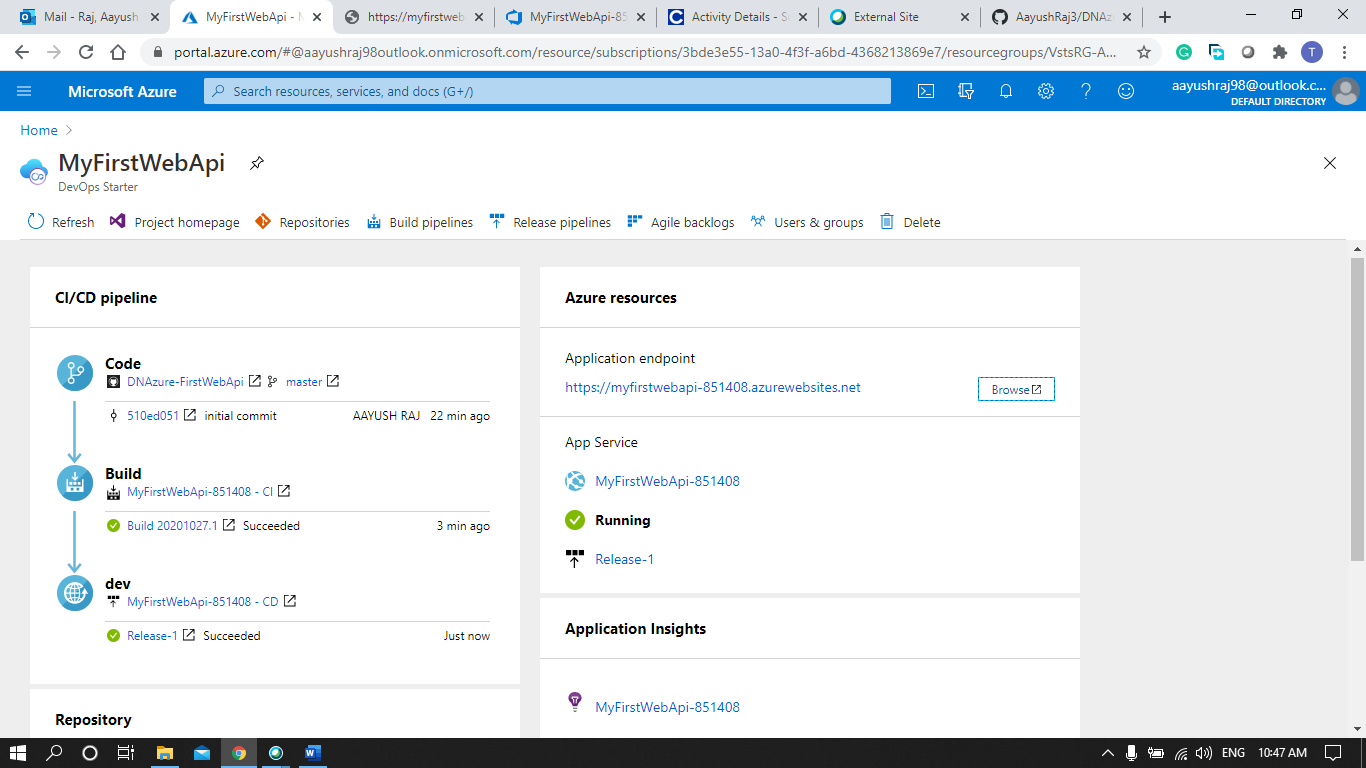 Mail - Raj, Aayush
MyFirstWebApi - M
https://myfirstweb
MyFirstWebApi-85
Activity Details - S
External Site
AayushRaj3/DNAz
portal.azure.com/#@aayushraj98outlook.onmicrosoft.com/resource/subscriptions/3bde3e55-13a0-4f3f-a6bd-4368213869e7/resourcegroups/VstsRG-A...
T
Microsoft Azure
Search resources, services, and docs (G+/)
aayushraj98@outlook.c...
DEFAULT DIRECTORY
Home
MyFirstWebApi
DevOps Starter
Refresh Project homepage Repositories Build pipelines Release pipelines Agile backlogs Users & groups Delete
CI/CD pipeline
Code
DNAzure-FirstWebApi master
510ed051 initial commit AAYUSH RAJ 22 min ago
Build
MyFirstWebApi-851408 - CI
Build 20201027.1 Succeeded 3 min ago
dev
MyFirstWebApi-851408 - CD
Release-1 Succeeded Just now
Repository
Azure resources
Application endpoint
https://myfirstwebapi-851408.azurewebsites.net Browse
App Service
MyFirstWebApi-851408
Running
Release-1
Application Insights
MyFirstWebApi-851408
ENG 10:47 AM